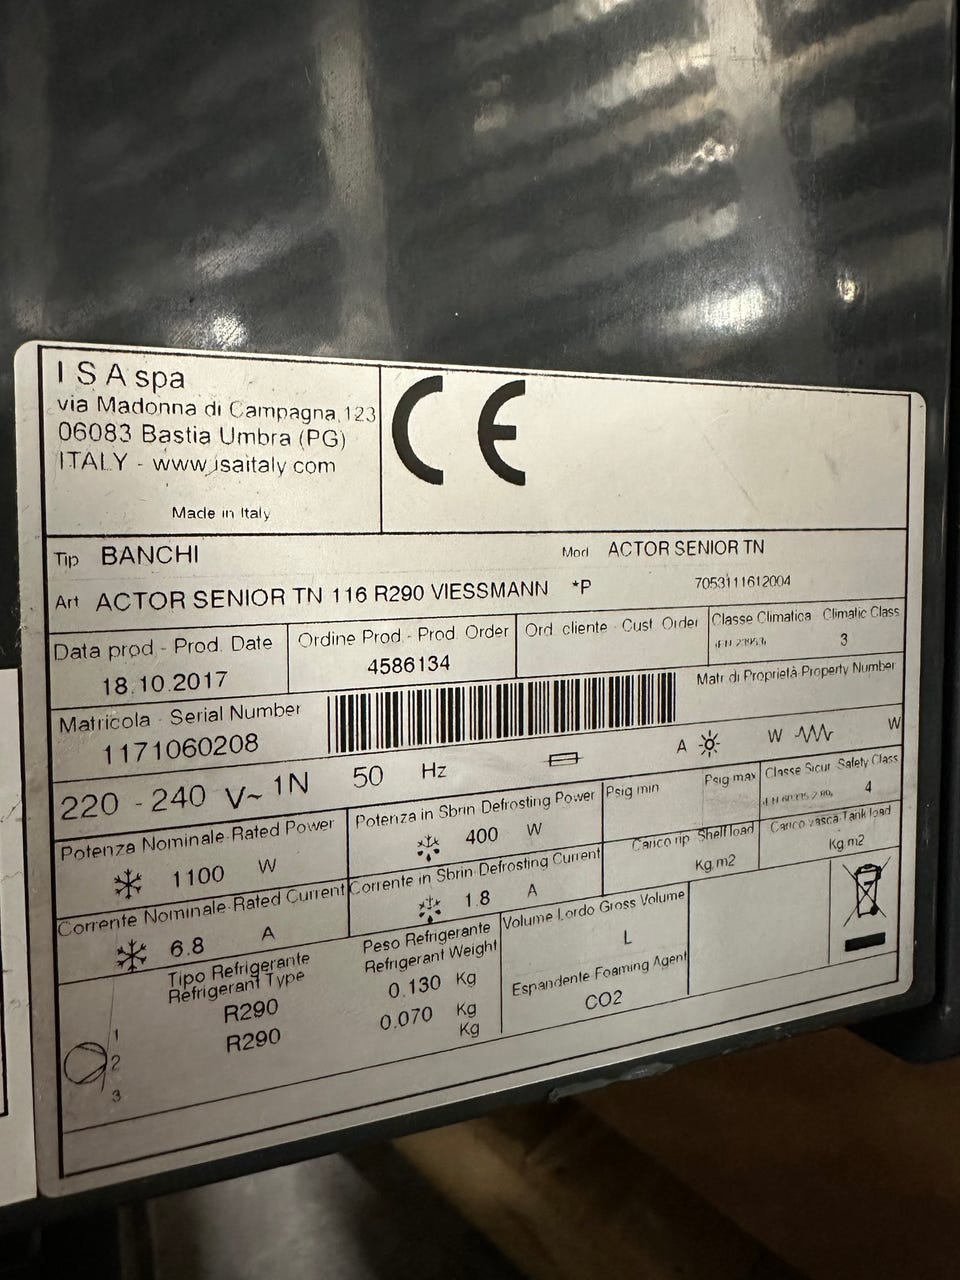 ISA spa
via Madonna di Campagna, 123
06083 Bastia Umbra (PG)
ITALY - www.isaitaly.com
Made in Italy
CE
Tip BANCHI
Mod ACTOR SENIOR TN
Art ACTOR SENIOR TN 116 R290 VIESSMANN *P 7053111612004
Data prod. - Prod. Date
18.10.2017
Ordine Prod. - Prod. Order
4586134
Ord. cliente - Cust. Order
Classe Climatica - Climatic Class
3
Matricola - Serial Number
1171060208
Matr. di Proprietà-Property Number
220 - 240 V~ 1N 50 Hz
A W W
Potenza Nominale-Rated Power
1100 W
Potenza in Sbrin Defrosting Power
400 W
Psig min
Psig max
Classe Sicur. Safety Class
4
Corrente Nominale-Rated Current
6.8 A
Corrente in Sbrin Defrosting Current
1.8 A
Carico rip. Shelf load
Kg m2
Carico vasca-Tank load
Kg m2
Tipo Refrigerante
Refrigerant Type
R290
R290
Peso Refrigerante
Refrigerant Weight
0.130 Kg
0.070 Kg
Kg
1
2
3
Volume Lordo Gross Volume
L
Espandente Foaming Agent
CO2